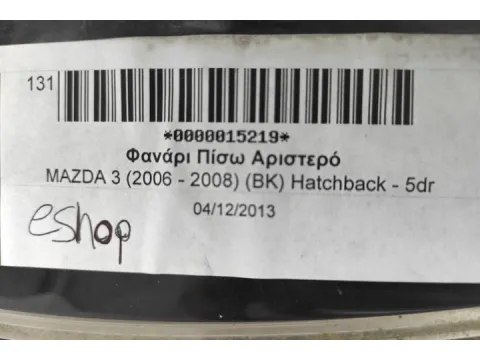 131
*0000015219*
Φανάρι Πίσω Αριστερό
MAZDA 3 (2006 - 2008) (BK) Hatchback - 5dr
04/12/2013
eshop